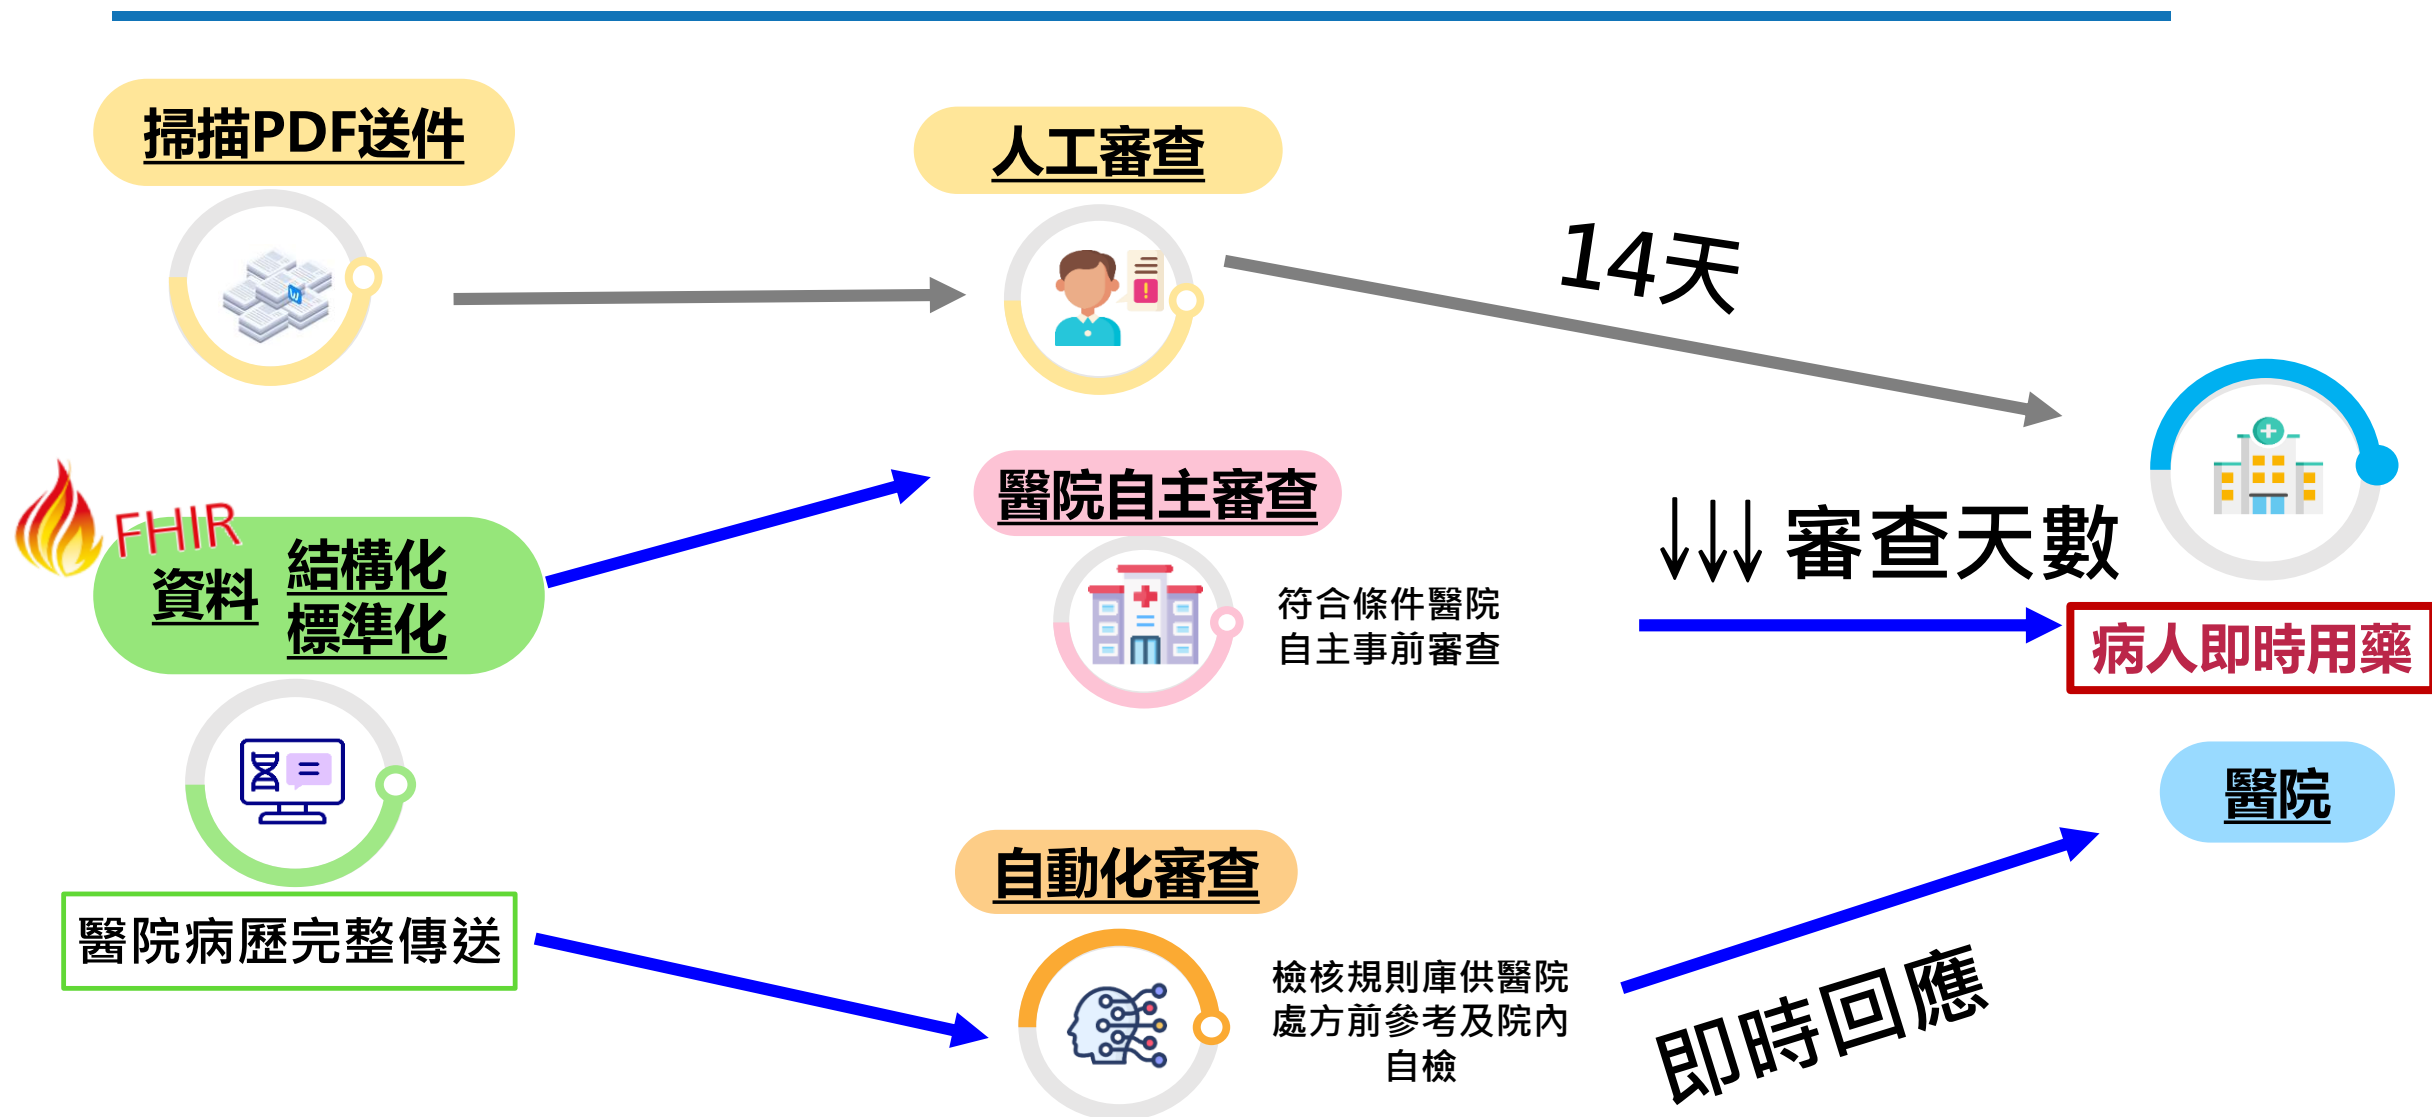 掃描PDF送件
人工審查
14天
FHIR
資料
結構化
標準化
醫院自主審查
符合條件醫院
自主事前審查
↓↓↓ 審查天數
病人即時用藥
醫院
醫院病歷完整傳送
自動化審查
檢核規則庫供醫院
處方前參考及院內
自檢
即時回應